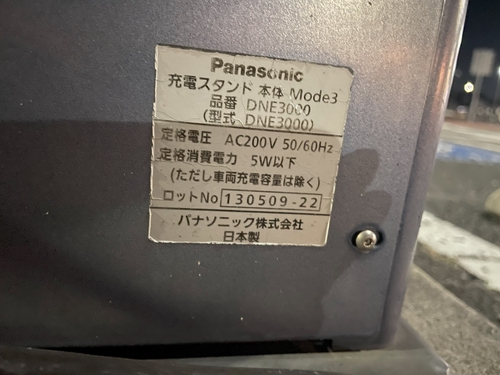 Panasonic
充電スタンド 本体 Mode3
品番 DNE3000
(型式 DNE3000)
定格電圧 AC200V 50/60Hz
定格消費電力 5W以下
(ただし車両充電容量は除く)
ロットNo 130509-22
パナソニック株式会社
日本製